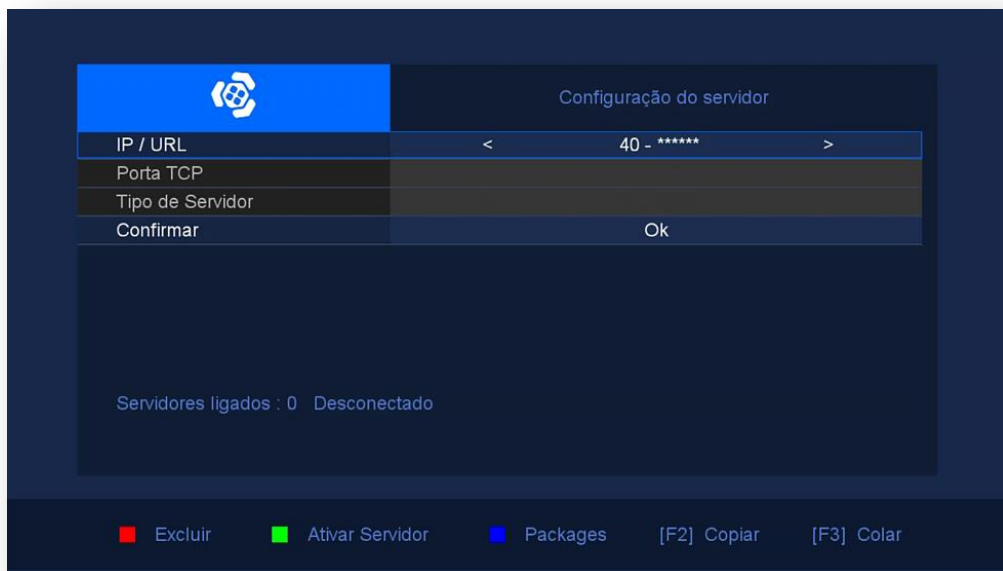 Configuração do servidor
IP / URL < 40 - ****** >
Porta TCP
Tipo de Servidor
Confirmar Ok
Servidores ligados : 0 Desconectado
Excluir Ativar Servidor Packages [F2] Copiar [F3] Colar